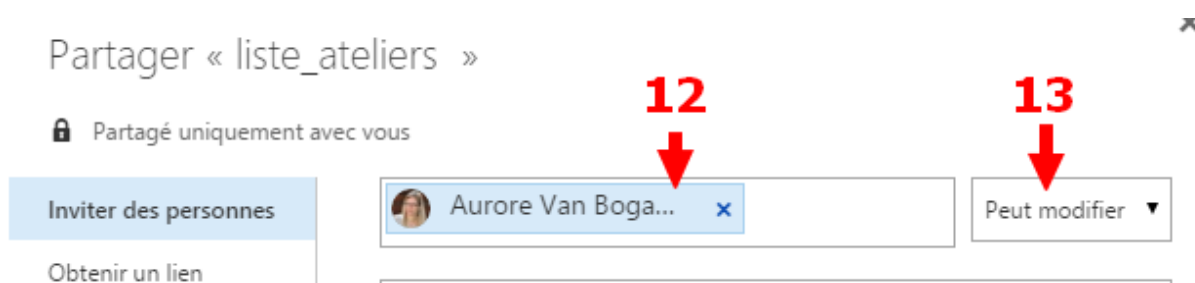 Partager « liste_ateliers »
12
13
Partagé uniquement avec vous
Inviter des personnes
Aurore Van Boga... x
Peut modifier ▼
Obtenir un lien